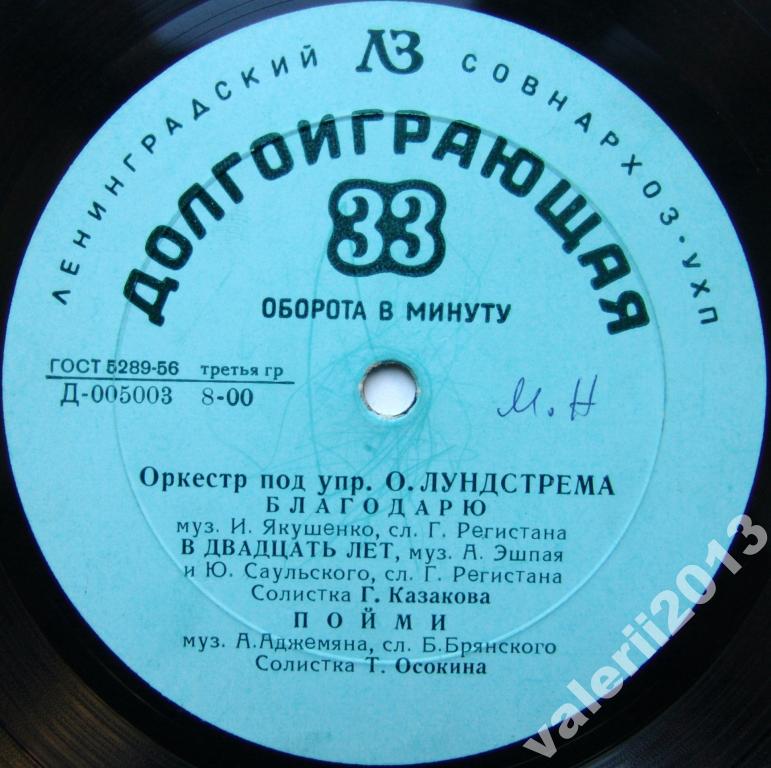 ЛЕНИНГРАДСКИЙ ЛЗ СОВНАРХОЗ·УХП
ДОЛГОИГРАЮЩАЯ
33
ОБОРОТА В МИНУТУ
ГОСТ 5289-56 третья гр
Д-005003 8-00
М.Н
Оркестр под упр. О. ЛУНДСТРЕМА
БЛАГОДАРЮ
муз. И. Якушенко, сл. Г. Регистана
В ДВАДЦАТЬ ЛЕТ, муз. А. Эшпая
и Ю. Саульского, сл. Г. Регистана
Солистка Г. Казакова
ПОЙМИ
муз. А.Аджемяна, сл. Б.Брянского
Солистка Т. Осокина
valerii2013